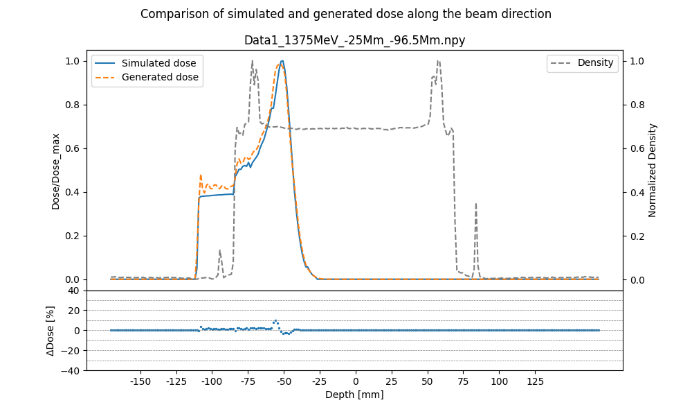 Comparison of simulated and generated dose along the beam direction
Data1_1375MeV_-25Mm_-96.5Mm.npy
Simulated dose
Generated dose
Density
1.0
0.8
0.6
0.4
0.2
0.0
Dose/Dose_max
1.0
0.8
0.6
0.4
0.2
0.0
Normalized Density
40
20
0
−20
−40
ΔDose [%]
-150 -125 -100 -75 -50 -25 0 25 50 75 100 125
Depth [mm]